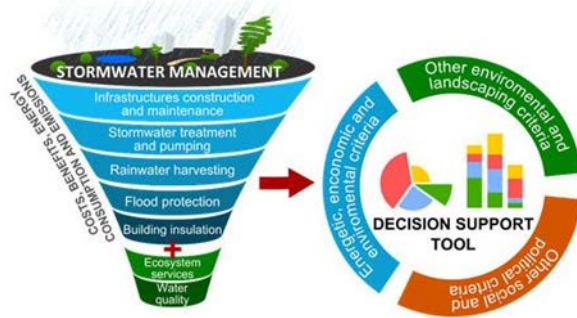 STORMWATER MANAGEMENT
COSTS, BENEFITS, ENERGY
CONSUMPTION AND EMISSIONS
Infrastructures construction
and maintenance
Stormwater treatment
and pumping
Rainwater harvesting
Flood protection
Building insulation
+
Ecosystem
services
Water
quality
Energetic, enconomic and
enviromental criteria
Other enviromental and
landscaping criteria
DECISION SUPPORT
TOOL
Other social and
political cirteria